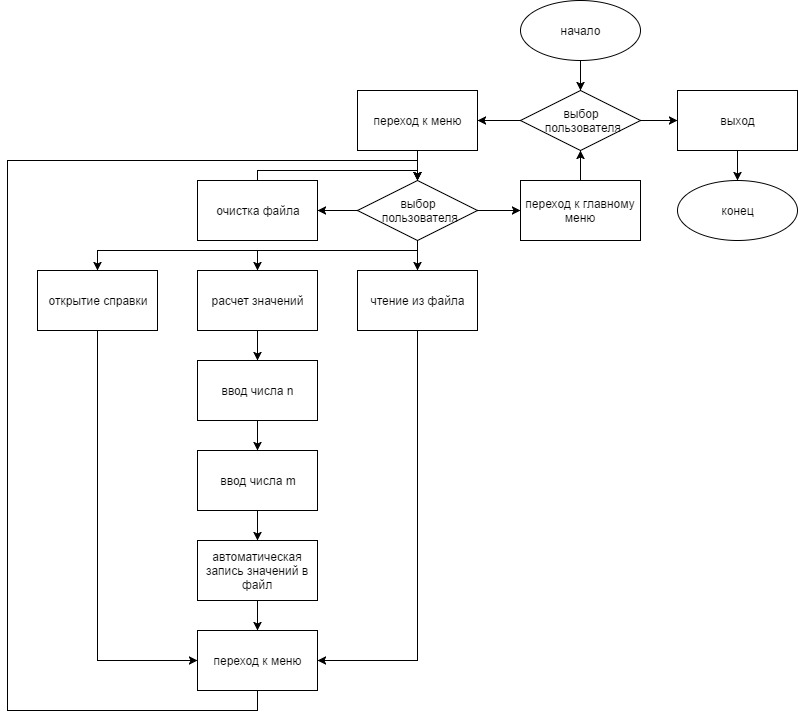 начало
переход к меню
выбор
пользователя
выход
очистка файла
выбор
пользователя
переход к главному
меню
конец
открытие справки
расчет значений
чтение из файла
ввод числа n
ввод числа m
автоматическая
запись значений в
файл
переход к меню